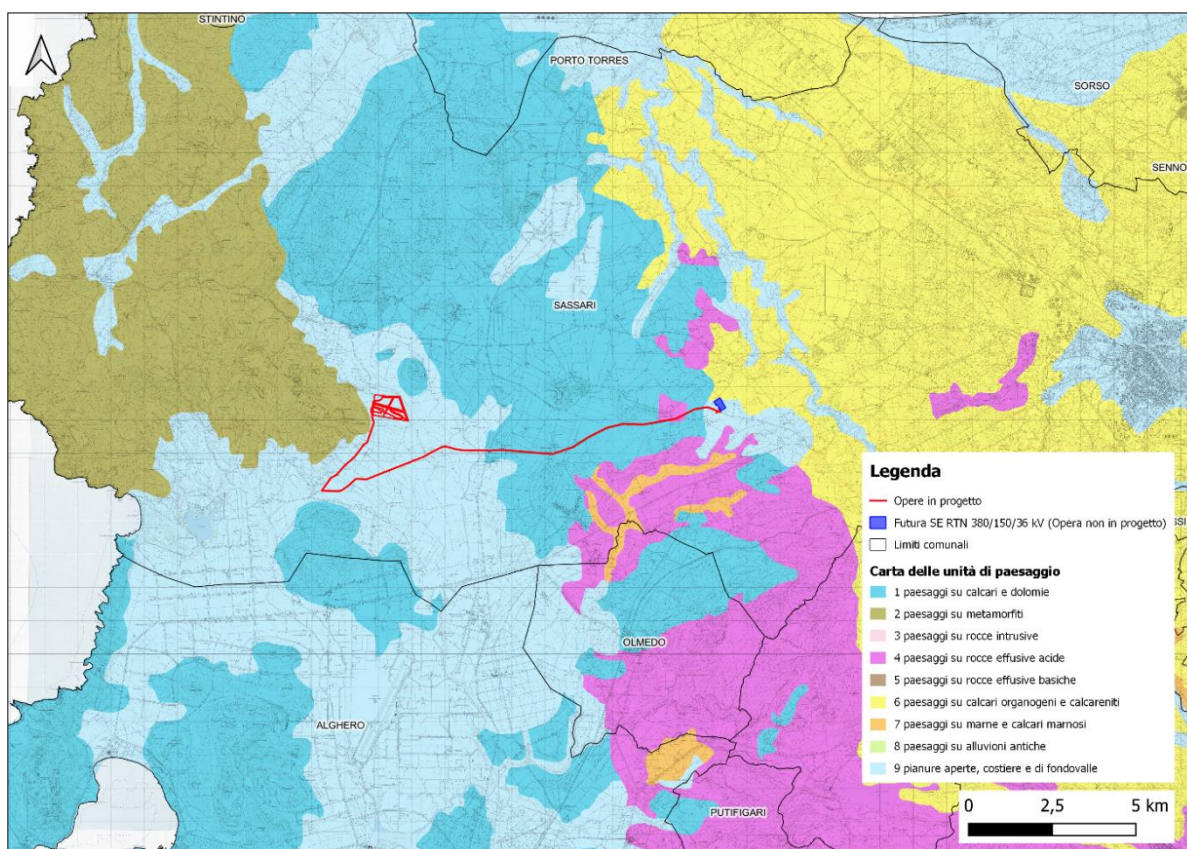 STINTINO
PORTO TORRES
SORSO
SENNO
SASSARI
Legenda
Opere in progetto
Futura SE RTN 380/150/36 kV (Opera non in progetto)
Limiti comunali
Carta delle unità di paesaggio
1 paesaggi su calcari e dolomie
2 paesaggi su metamorfiti
3 paesaggi su rocce intrusive
4 paesaggi su rocce effusive acide
5 paesaggi su rocce effusive basiche
6 paesaggi su calcari organogeni e calcareniti
7 paesaggi su marne e calcari marnosi
8 paesaggi su alluvioni antiche
9 pianure aperte, costiere e di fondovalle
SSI
OLMEDO
ALGHERO
PUTIFIGARI
0 2,5 5 km